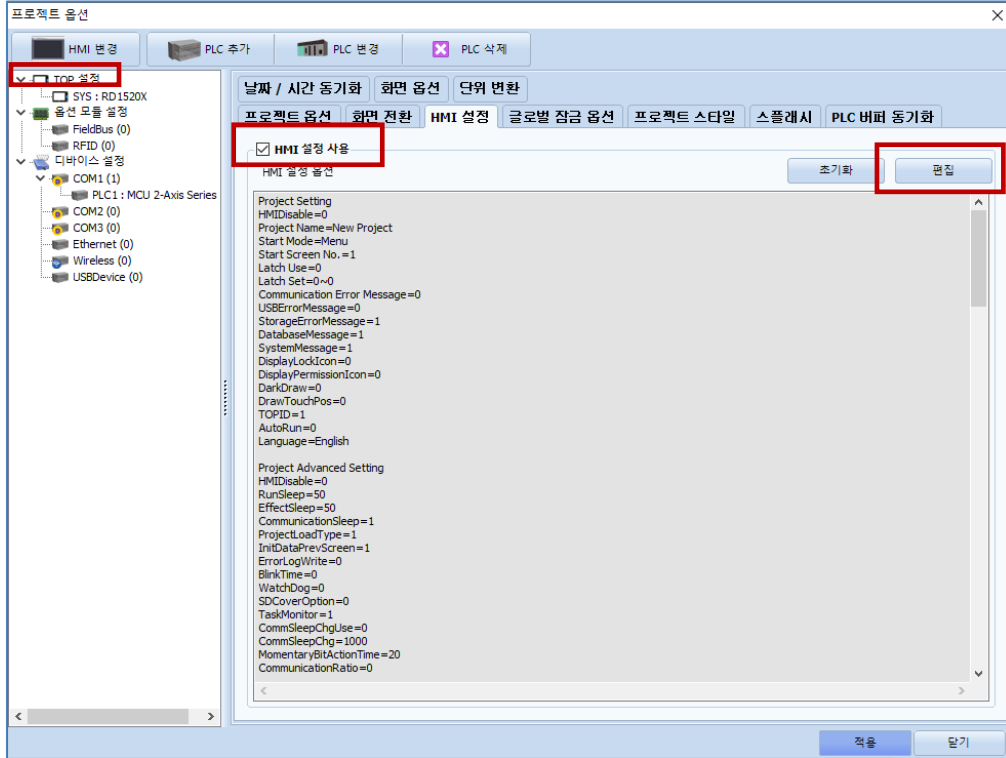 프로젝트 옵션
HMI 변경
PLC 추가
PLC 변경
PLC 삭제
TOP 설정
SYS : RD1520X
옵션 모듈 설정
FieldBus (0)
RFID (0)
디바이스 설정
COM1 (1)
PLC1 : MCU 2-Axis Series
COM2 (0)
COM3 (0)
Ethernet (0)
Wireless (0)
USBDevice (0)
날짜 / 시간 동기화 화면 옵션 단위 변환
프로젝트 옵션 화면 전환 HMI 설정 글로벌 잠금 옵션 프로젝트 스타일 스플래시 PLC 버퍼 동기화
HMI 설정 사용
HMI 설정 옵션
초기화
편집
Project Setting
HMIDisable=0
Project Name=New Project
Start Mode=Menu
Start Screen No.=1
Latch Use=0
Latch Set=0~0
Communication Error Message=0
USBErrorMessage=0
StorageErrorMessage=1
DatabaseMessage=1
SystemMessage=1
DisplayLockIcon=0
DisplayPermissionIcon=0
DarkDraw=0
DrawTouchPos=0
TOPID=1
AutoRun=0
Language=English
Project Advanced Setting
HMIDisable=0
RunSleep=50
EffectSleep=50
CommunicationSleep=1
ProjectLoadType=1
InitDataPrevScreen=1
ErrorLogWrite=0
BlinkTime=0
WatchDog=0
SDCoverOption=0
TaskMonitor=1
CommSleepChgUse=0
CommSleepChg=1000
MomentaryBitActionTime=20
CommunicationRatio=0
적용
닫기